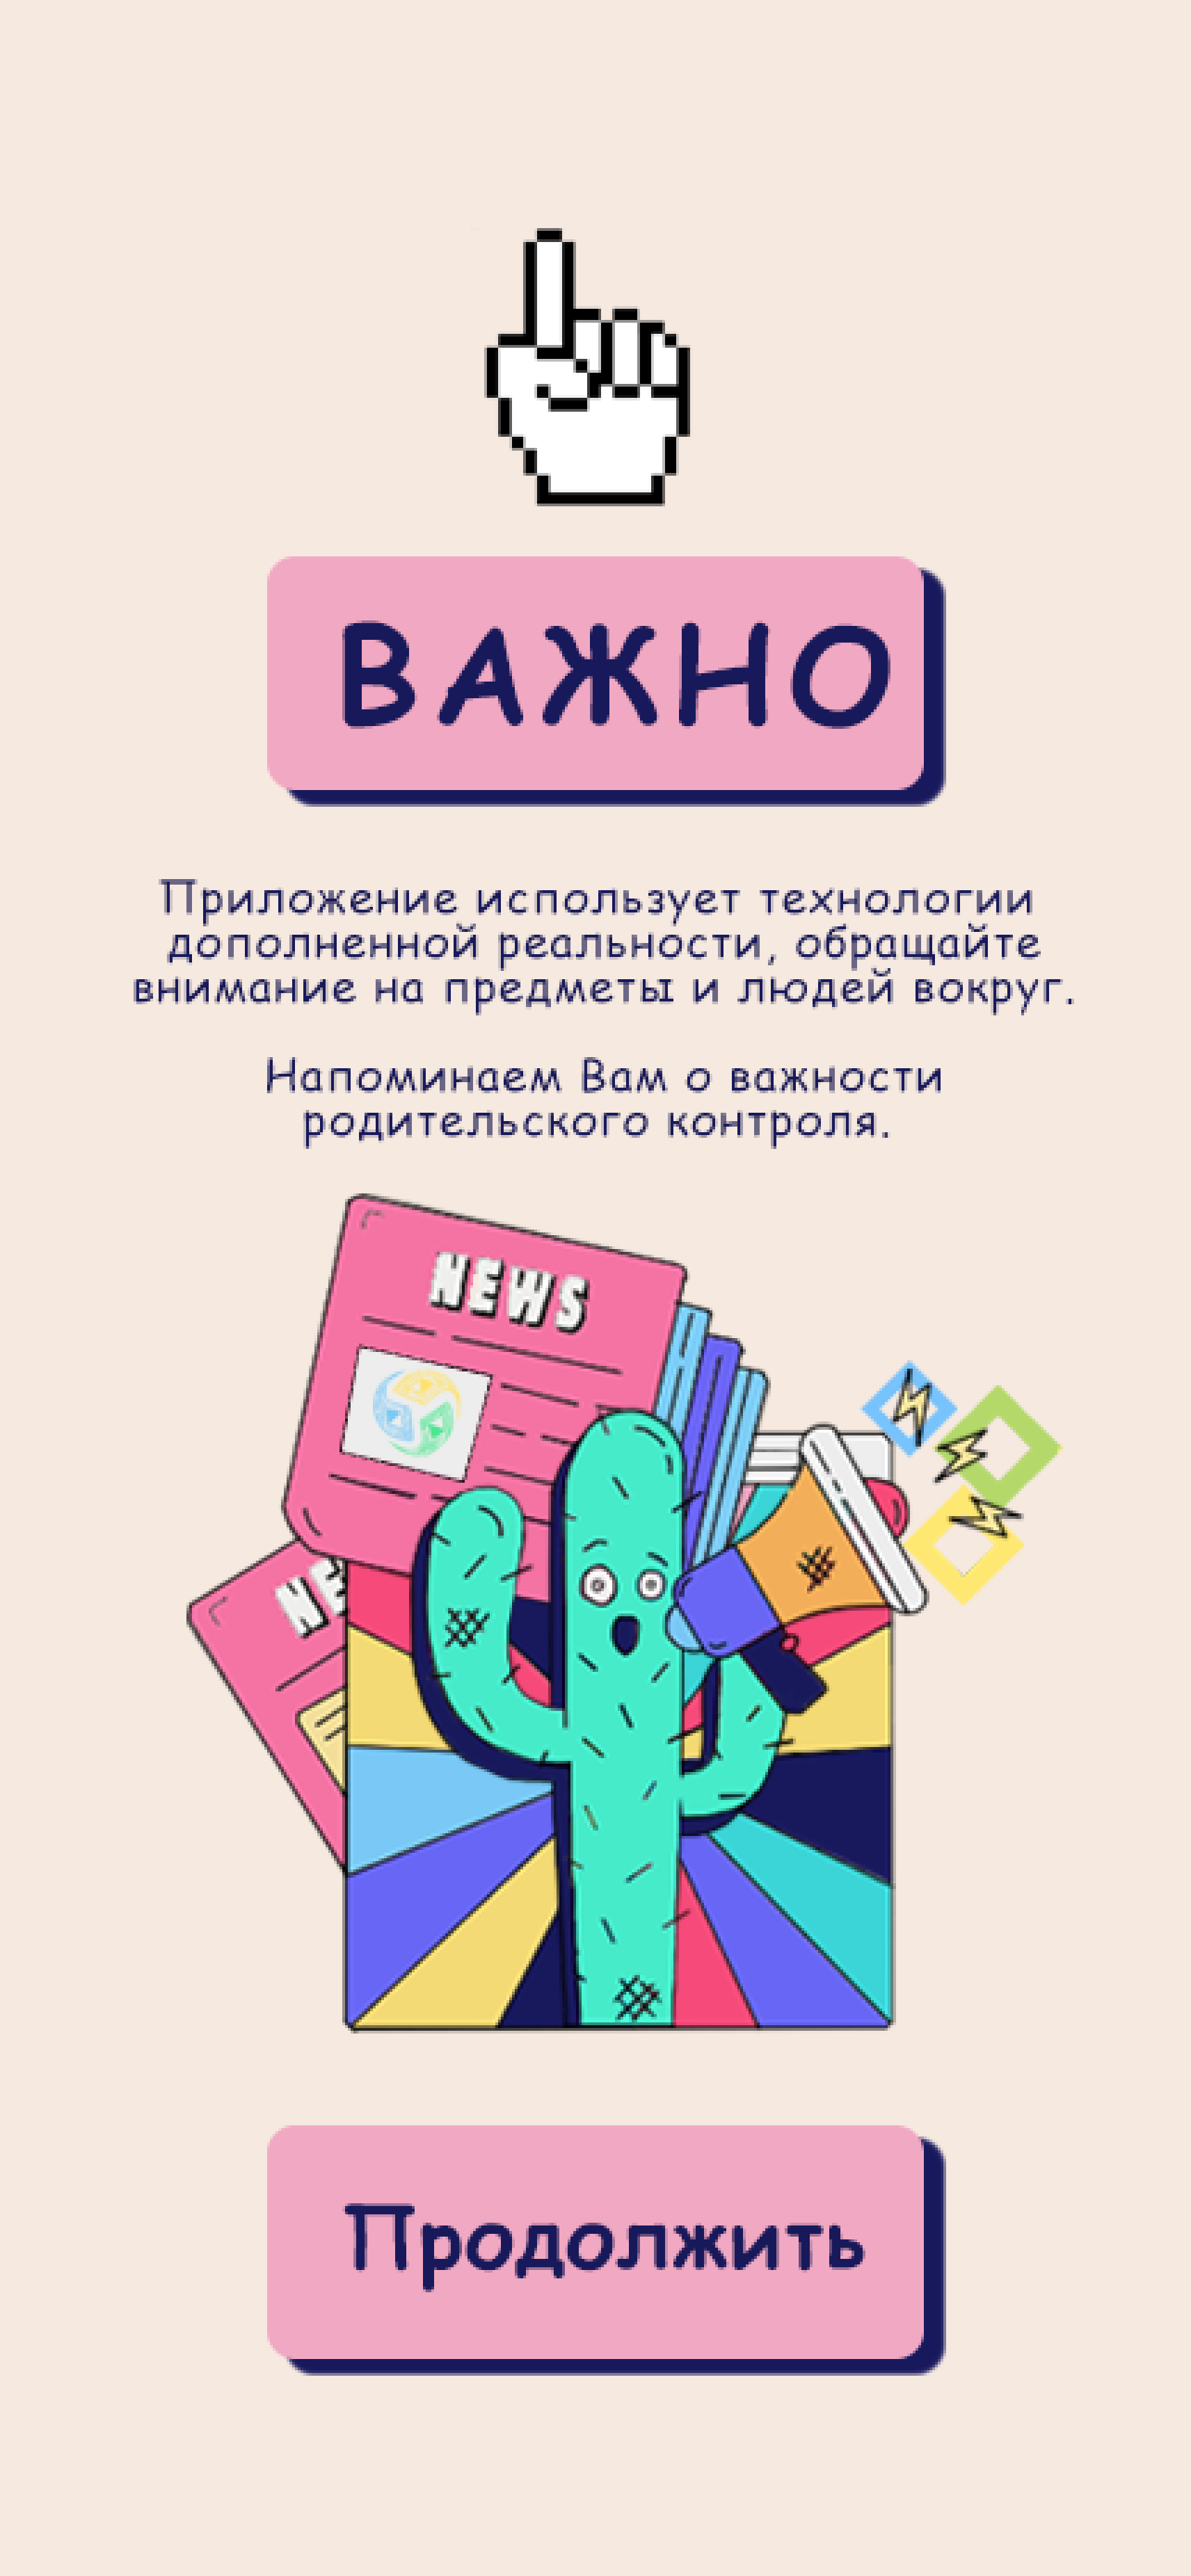 ВАЖНО
Приложение использует технологии
дополненной реальности, обращайте
внимание на предметы и людей вокруг.
Напоминаем Вам о важности
родительского контроля.
NEWS
NE
Продолжить